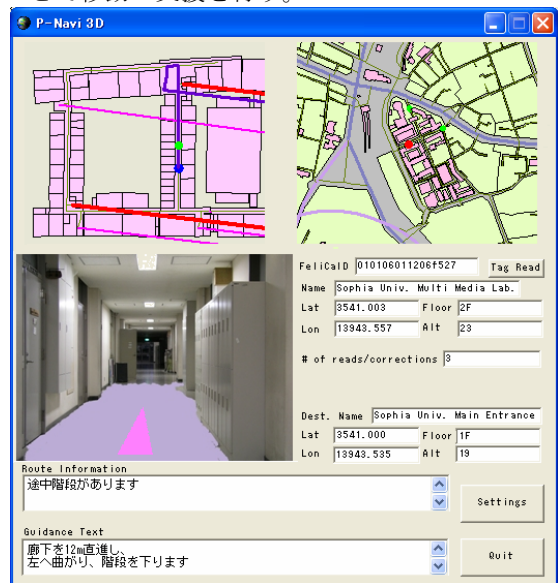 P-Navi 3D
FeliCaID 010106011206f527 Tag Read
Name Sophia Univ. Multi Media Lab.
Lat 3541.003 Floor 2F
Lon 13943.557 Alt 23
# of reads/corrections 3
Dest. Name Sophia Univ. Main Entrance
Lat 3541.000 Floor 1F
Lon 13943.535 Alt 19
Route Information
途中階段があります
Settings
Guidance Text
廊下を12m直進し、
左へ曲がり、階段を下ります
Quit